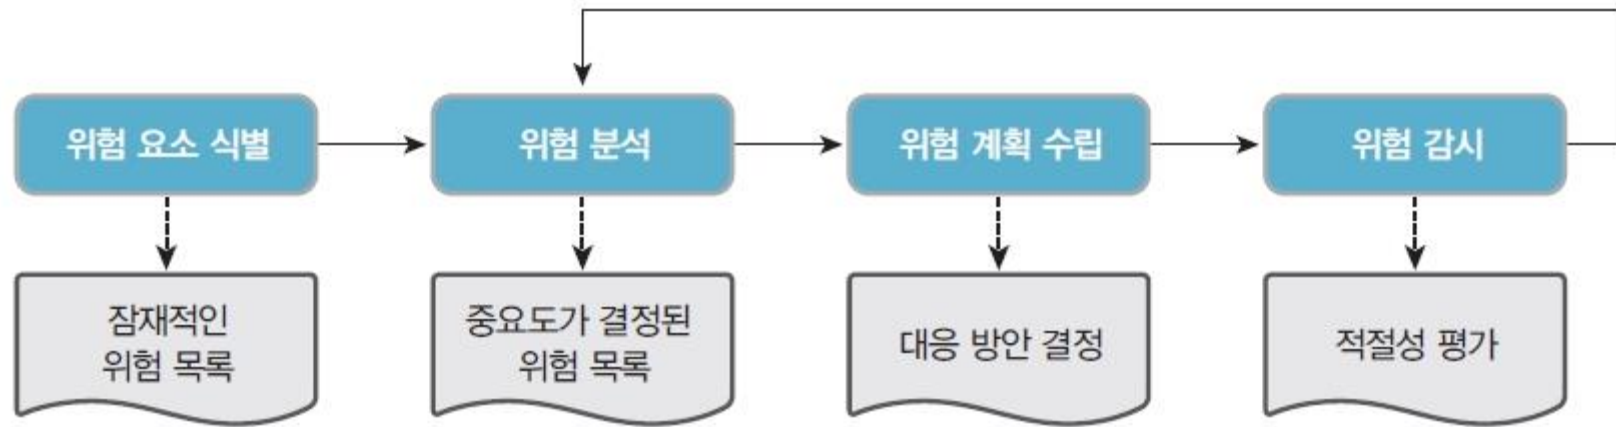 위험 요소 식별
위험 분석
위험 계획 수립
위험 감시
잠재적인
위험 목록
중요도가 결정된
위험 목록
대응 방안 결정
적절성 평가